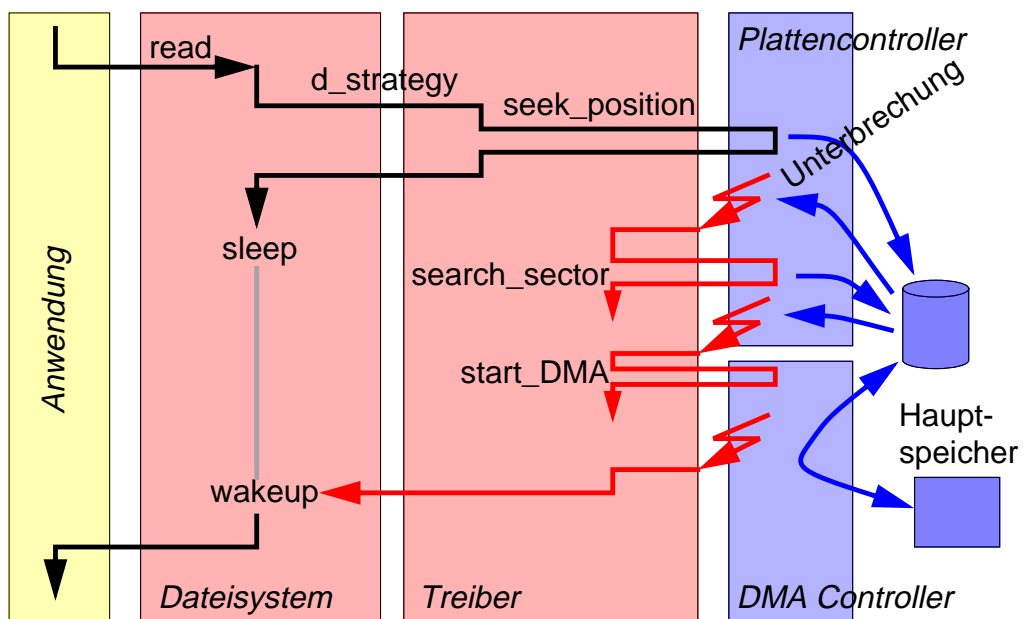 read
Plattencontroller
d_strategy
seek_position
Unterbrechung
sleep
search_sector
Anwendung
start_DMA
Haupt-
speicher
wakeup
Dateisystem
Treiber
DMA Controller